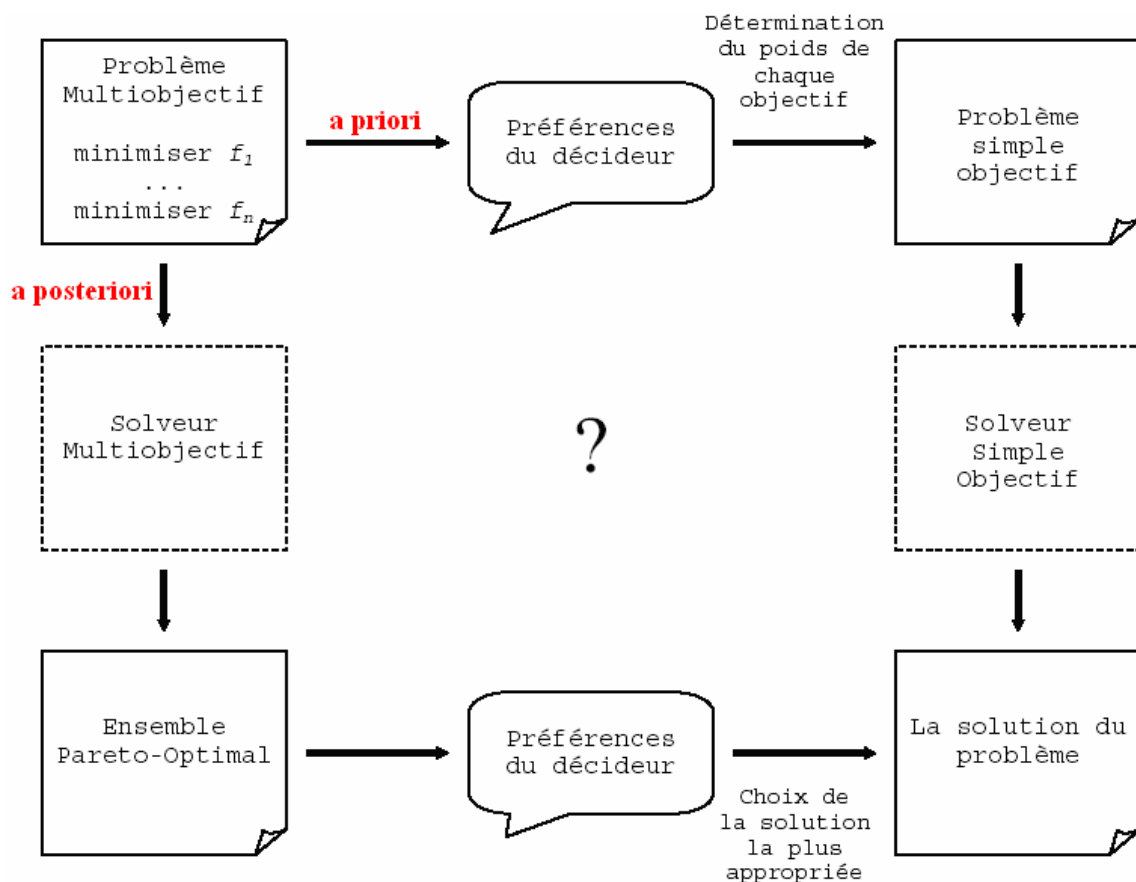 Problème
Multiobjectif
minimiser f1
...
minimiser fn
a priori
Préférences
du décideur
Détermination
du poids de
chaque
objectif
Problème
simple
objectif
a posteriori
Solveur
Multiobjectif
?
Solveur
Simple
Objectif
Ensemble
Pareto-Optimal
Préférences
du décideur
Choix de
la solution
la plus
appropriée
La solution du
problème